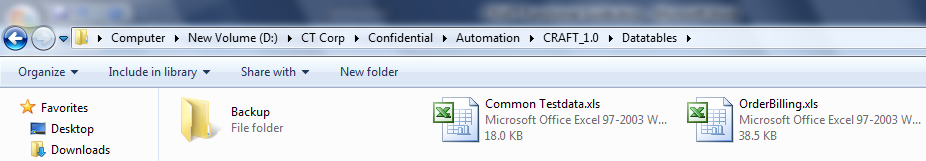 Computer ▸ New Volume (D:) ▸ CT Corp ▸ Confidential ▸ Automation ▸ CRAFT_1.0 ▸ Datatables ▸
Organize ▾ Include in library ▾ Share with ▾ New folder
Favorites
Desktop
Downloads
Backup
File folder
Common Testdata.xls
Microsoft Office Excel 97-2003 W...
18.0 KB
OrderBilling.xls
Microsoft Office Excel 97-2003 W...
38.5 KB